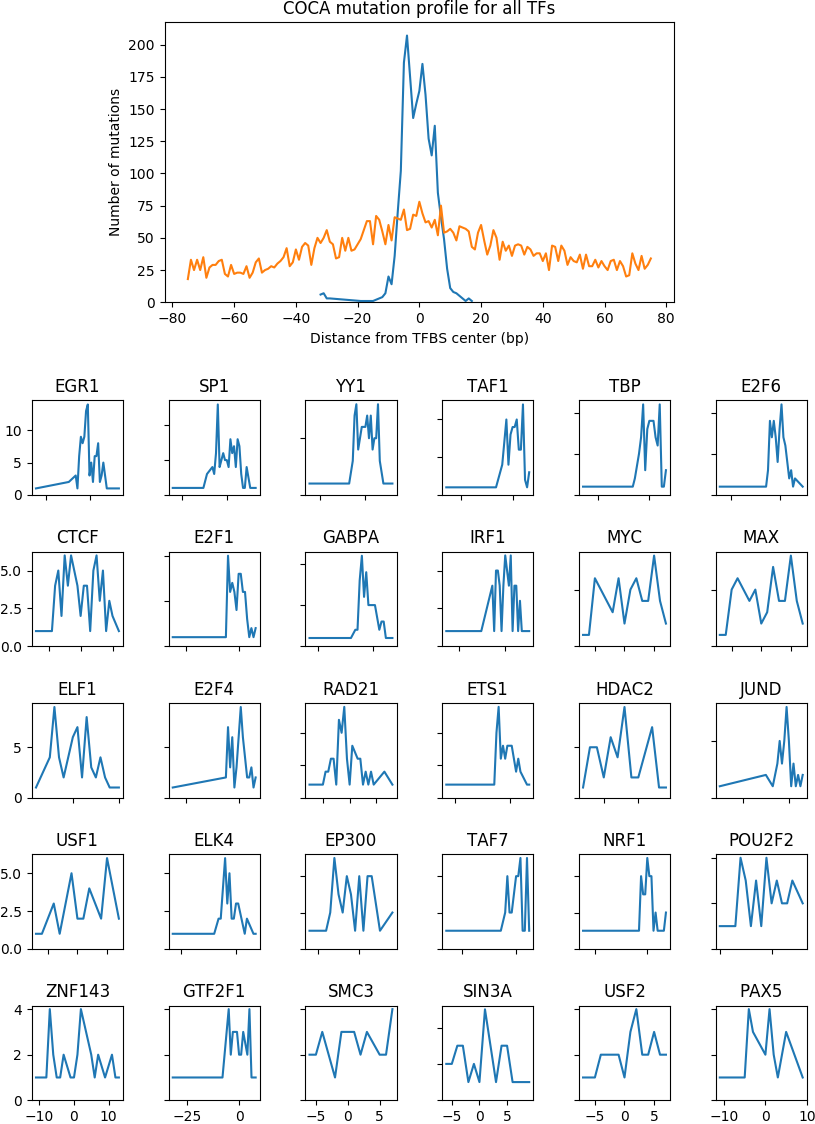 COCA mutation profile for all TFs
200
175
150
125
100
75
50
25
0
Number of mutations
−80 −60 −40 −20 0 20 40 60 80
Distance from TFBS center (bp)
EGR1 SP1 YY1 TAF1 TBP E2F6
10
5
0
CTCF E2F1 GABPA IRF1 MYC MAX
5.0
2.5
0.0
ELF1 E2F4 RAD21 ETS1 HDAC2 JUND
5
0
USF1 ELK4 EP300 TAF7 NRF1 POU2F2
5.0
2.5
0.0
ZNF143 GTF2F1 SMC3 SIN3A USF2 PAX5
4
2
0
−10 0 10 −25 0 −5 0 5 −5 0 5 −5 0 5 −10 0 10